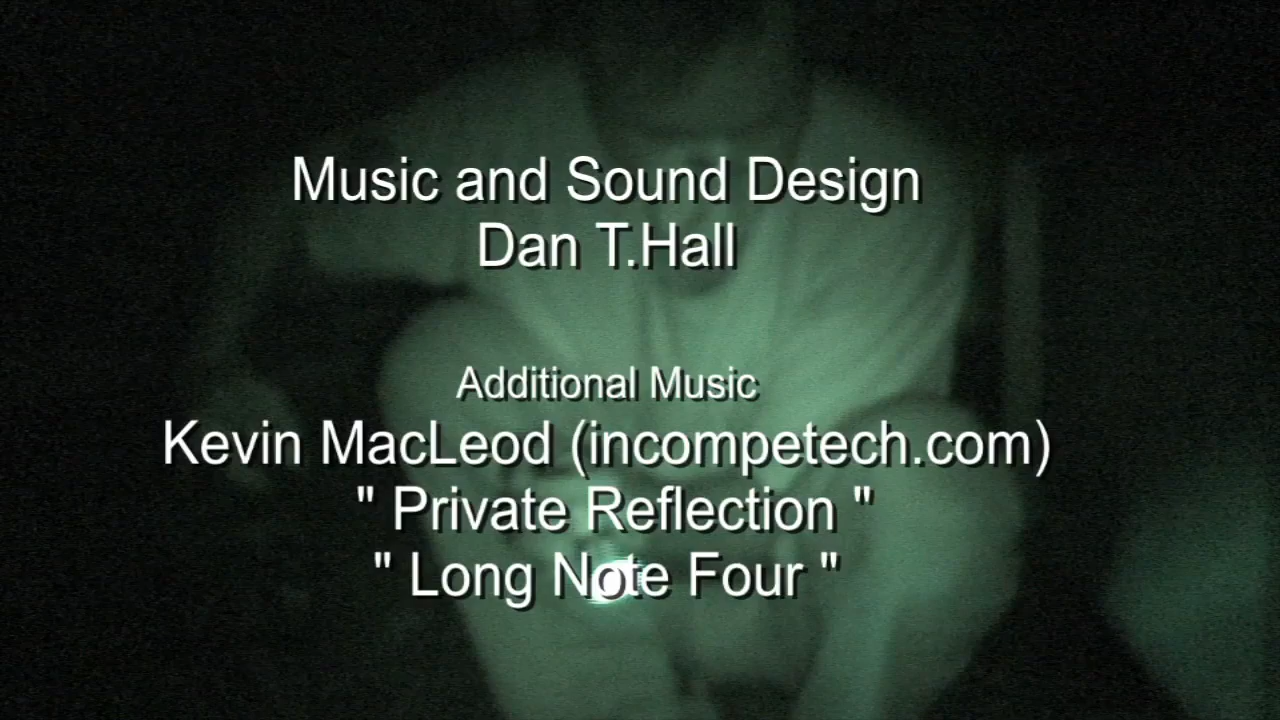 Music and Sound Design
Dan T.Hall
Additional Music
Kevin MacLeod (incompetech.com)
" Private Reflection "
" Long Note Four "